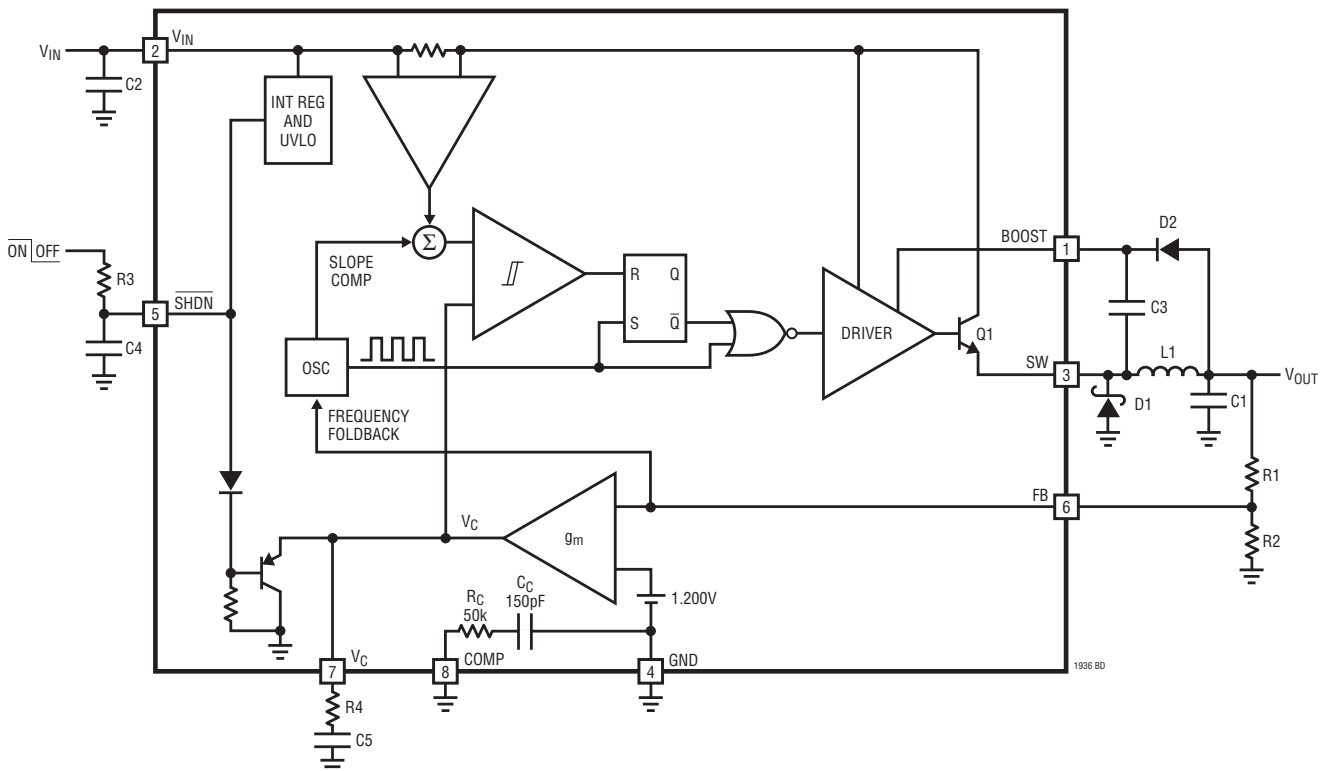 VIN
2
VIN
C2
INT REG
AND
UVLO
ON OFF
R3
5
SHDN
C4
SLOPE
COMP
Σ
R Q
S Q
OSC
FREQUENCY
FOLDBACK
DRIVER
Q1
BOOST
1
D2
C3
SW
3
L1
D1
C1
VOUT
R1
FB
6
R2
VC
gm
1.200V
RC
50k
CC
150pF
7
VC
8
COMP
4
GND
R4
C5
1936 BD